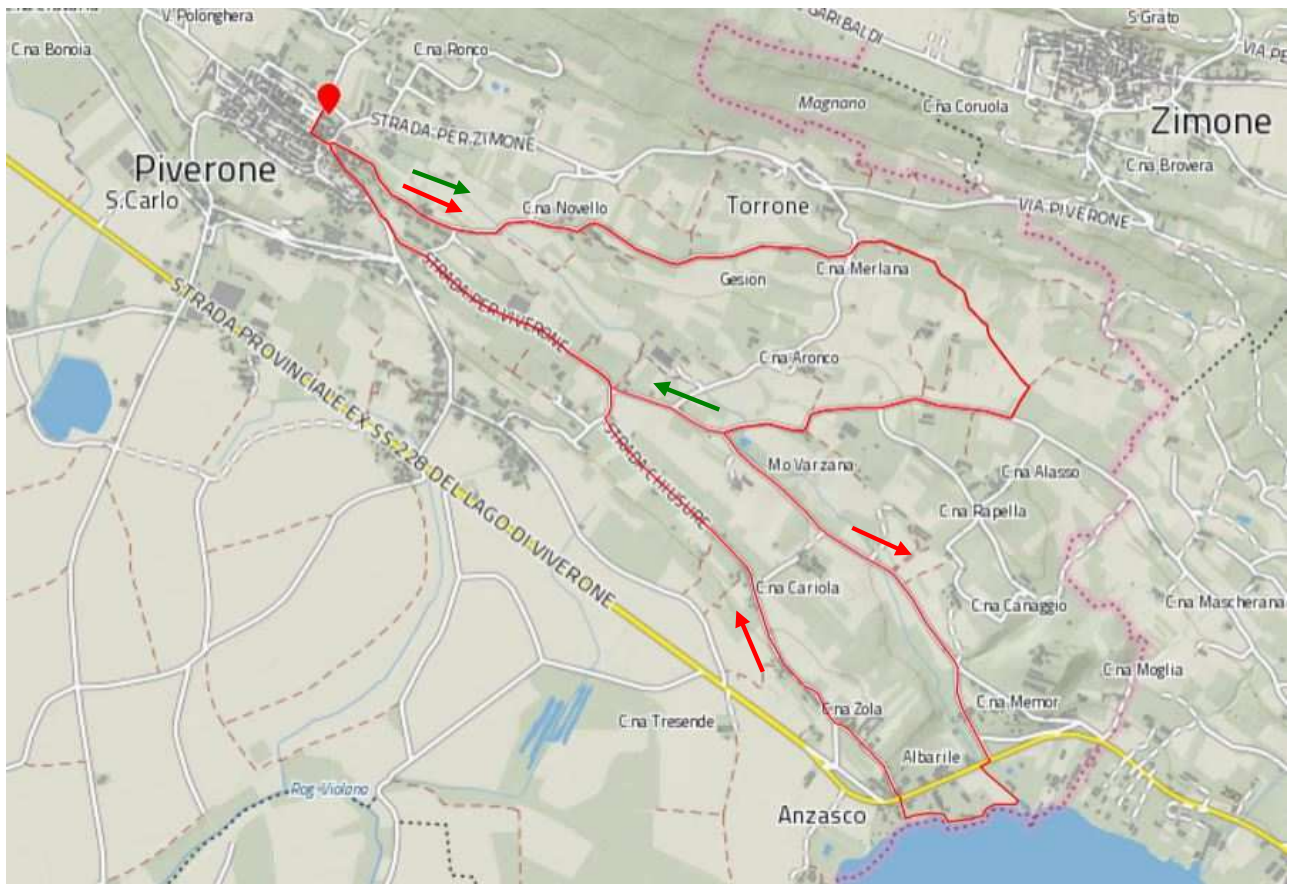 V. Polonghera
C.na Bonoia
C.na Ronco
GARIBALDI
S.Grato
VIA PE
Magnano
C.na Coruola
Zimone
STRADA PER ZIMONE
C.na Brovera
Piverone
S.Carlo
C.na Novello
Torrone
VIA PIVERONE
Gesion
C.na Merlana
STRADA PER VIVERONE
C.na Aronco
STRADA PROVINCIALE EX SS 228 DEL LAGO DI VIVERONE
STRADA CHIUSURE
Mo Varzana
C.na Alasso
C.na Rapella
C.na Cariola
C.na Canaggio
C.na Mascherana
C.na Moglia
C.na Zola
C.na Memor
C.na Tresende
Albarile
Rog. Violana
Anzasco